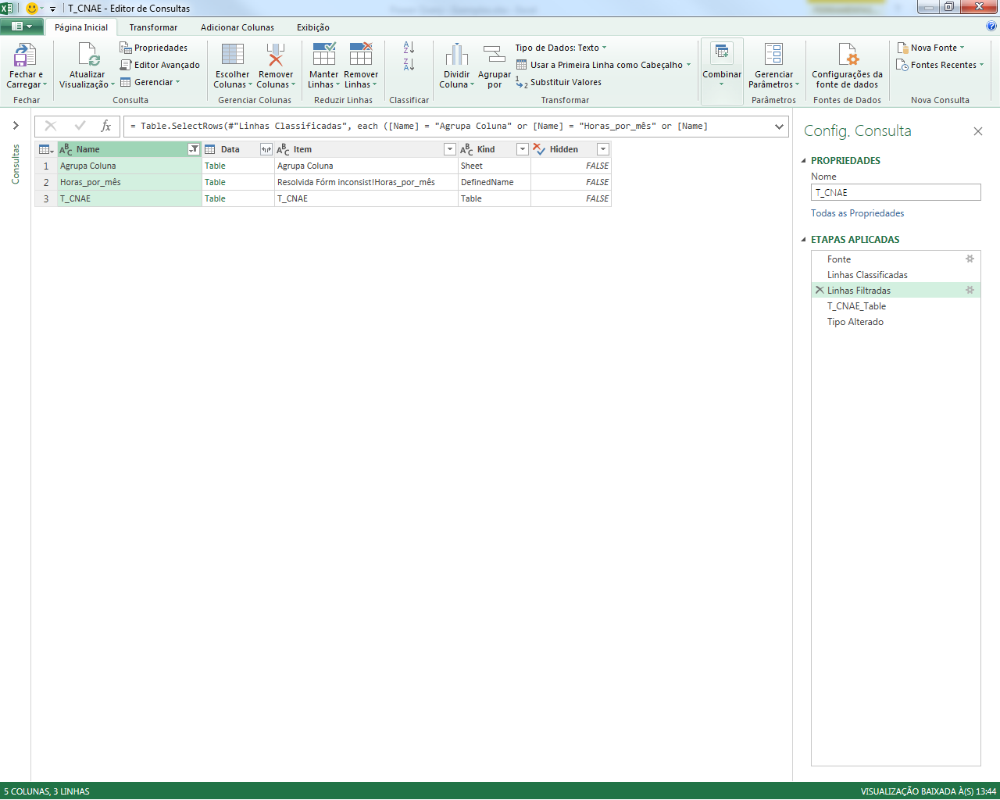 T_CNAE - Editor de Consultas
Página Inicial
Transformar
Adicionar Colunas
Exibição
Fechar e Carregar
Fechar
Atualizar Visualização
Propriedades
Editor Avançado
Gerenciar
Consulta
Escolher Colunas
Remover Colunas
Gerenciar Colunas
Manter Linhas
Remover Linhas
Reduzir Linhas
Classificar
Dividir Coluna
Agrupar por
Tipo de Dados: Texto
Usar a Primeira Linha como Cabeçalho
Substituir Valores
Transformar
Combinar
Gerenciar Parâmetros
Parâmetros
Configurações da fonte de dados
Fontes de Dados
Nova Fonte
Fontes Recentes
Nova Consulta
Consultas
fx
= Table.SelectRows(#"Linhas Classificadas", each ([Name] = "Agrupa Coluna" or [Name] = "Horas_por_mês" or [Name]
Name Data Item Kind Hidden
1 Agrupa Coluna Table Agrupa Coluna Sheet FALSE
2 Horas_por_mês Table Resolvida Fórm inconsist!Horas_por_mês DefinedName FALSE
3 T_CNAE Table T_CNAE Table FALSE
Config. Consulta
PROPRIEDADES
Nome
T_CNAE
Todas as Propriedades
ETAPAS APLICADAS
Fonte
Linhas Classificadas
Linhas Filtradas
T_CNAE_Table
Tipo Alterado
5 COLUNAS, 3 LINHAS
VISUALIZAÇÃO BAIXADA À(S) 13:44